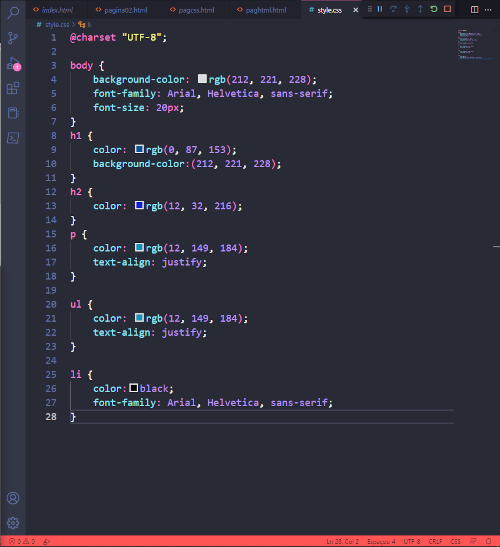 index.html pagina02.html pagcss.html paghtml.html style.css
# style.css > li
1 @charset "UTF-8";
2
3 body {
4 background-color: rgb(212, 221, 228);
5 font-family: Arial, Helvetica, sans-serif;
6 font-size: 20px;
7 }
8 h1 {
9 color: rgb(0, 87, 153);
10 background-color:(212, 221, 228);
11 }
12 h2 {
13 color: rgb(12, 32, 216);
14 }
15 p {
16 color: rgb(12, 149, 184);
17 text-align: justify;
18 }
19
20 ul {
21 color: rgb(12, 149, 184);
22 text-align: justify;
23 }
24
25 li {
26 color: black;
27 font-family: Arial, Helvetica, sans-serif;
28 }
0 0 Ln 28, Col 2 Espaços: 4 UTF-8 CRLF CSS